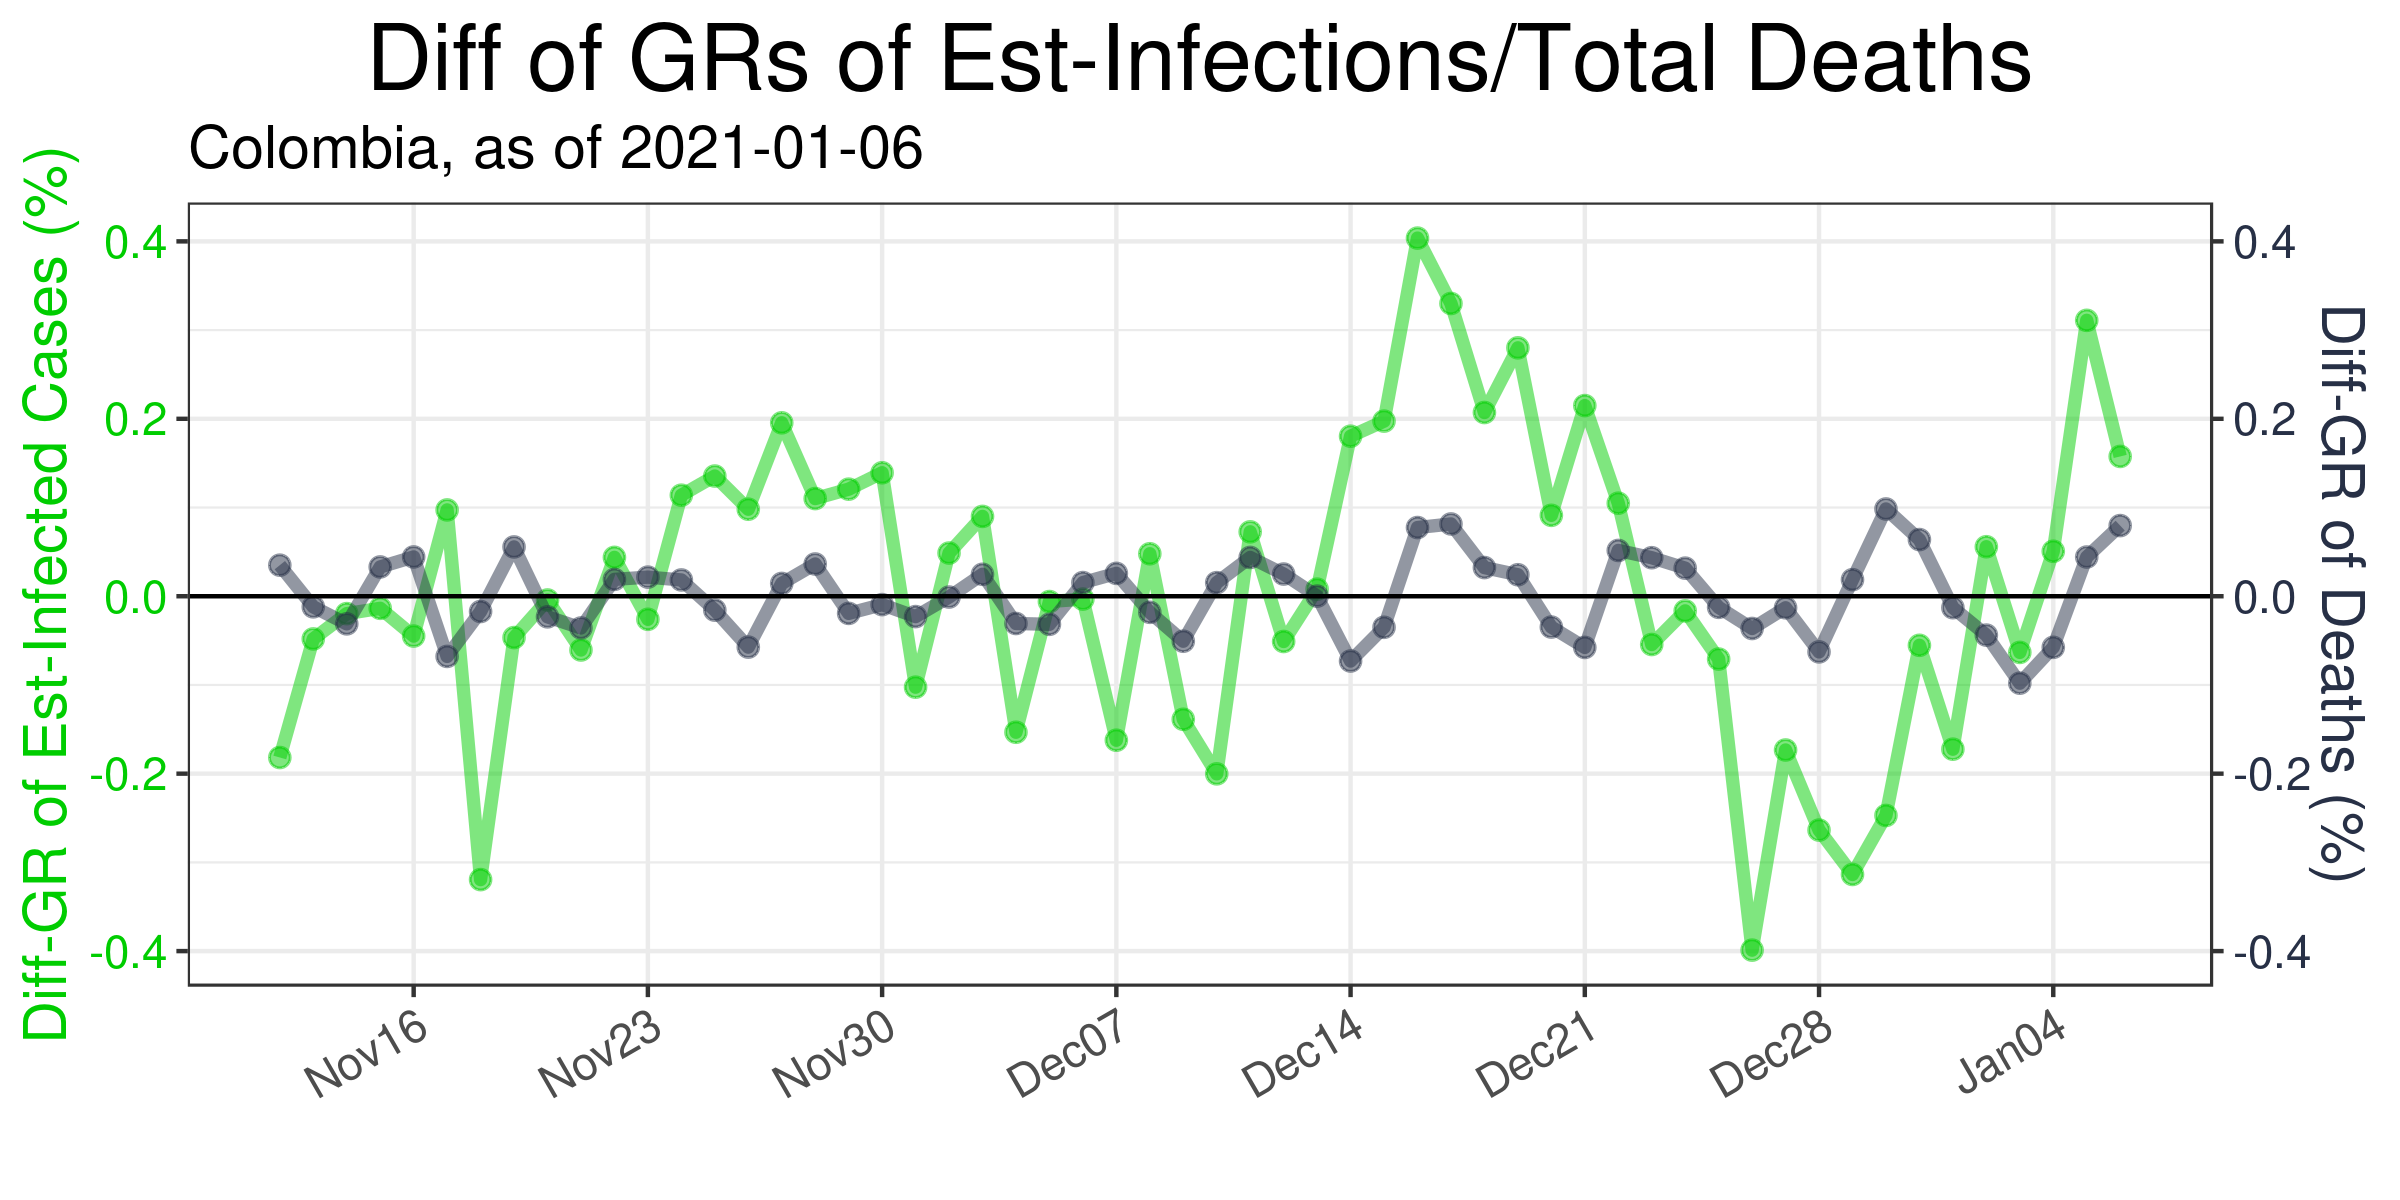 Diff of GRs of Est-Infections/Total Deaths
Colombia, as of 2021-01-06
Diff-GR of Est-Infected Cases (%)
0.4
0.2
0.0
-0.2
-0.4
0.4
0.2
0.0
-0.2
-0.4
Diff-GR of Deaths (%)
Nov16
Nov23
Nov30
Dec07
Dec14
Dec21
Dec28
Jan04